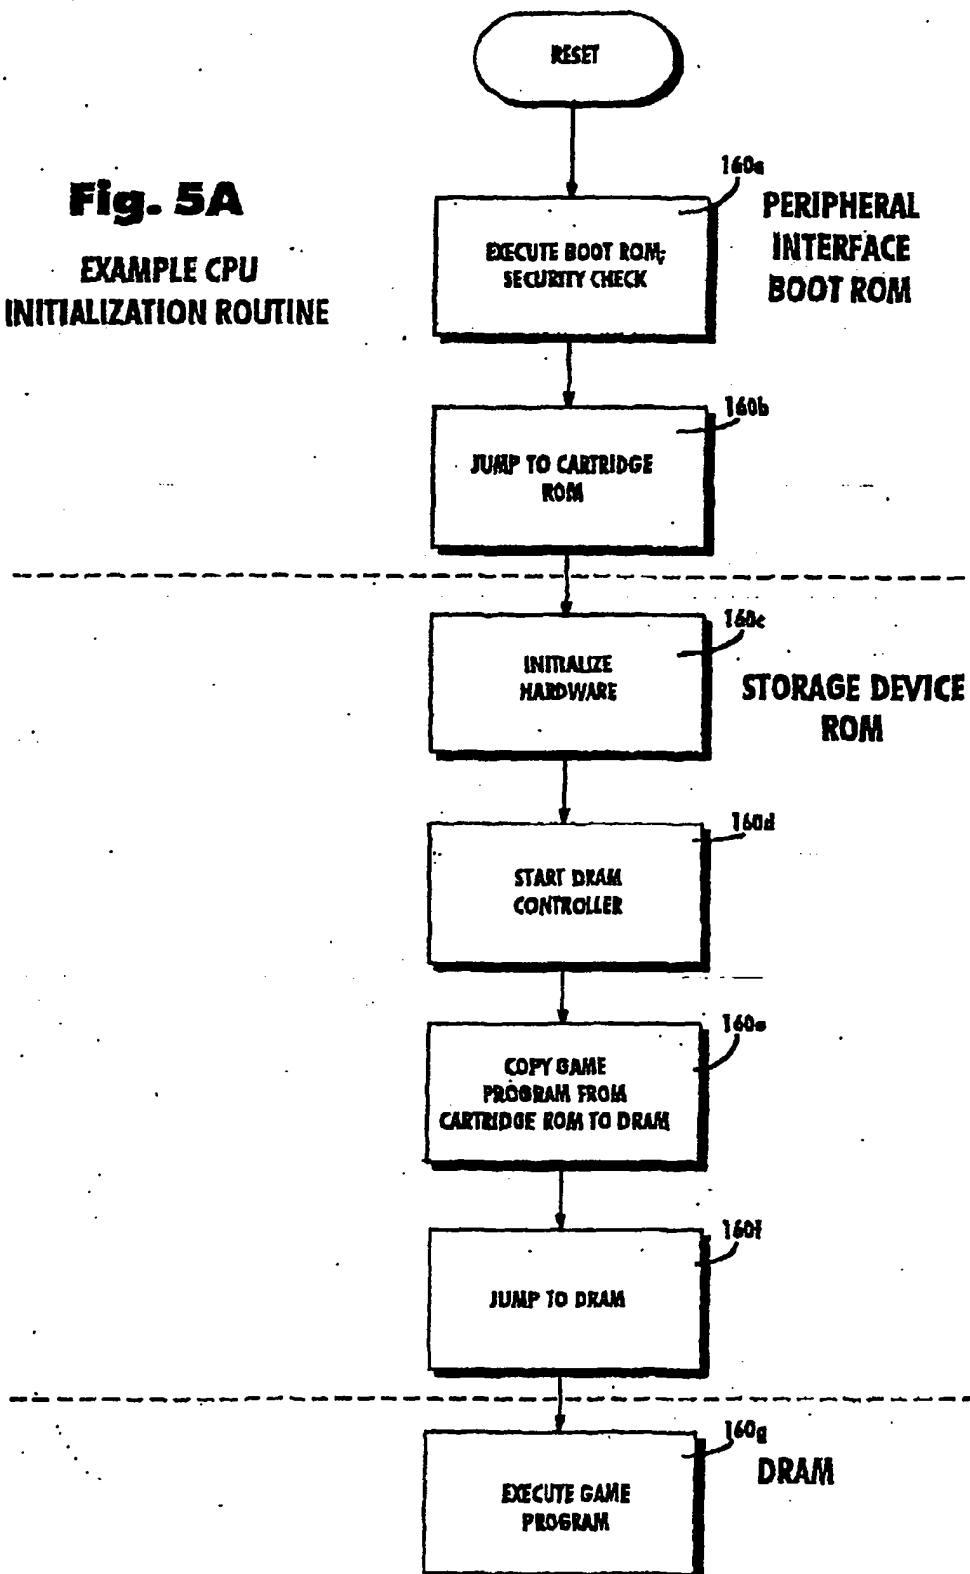 RESET
Fig. 5A
EXAMPLE CPU
INITIALIZATION ROUTINE
160a
EXECUTE BOOT ROM;
SECURITY CHECK
PERIPHERAL
INTERFACE
BOOT ROM
160b
JUMP TO CARTRIDGE
ROM
160c
INITIALIZE
HARDWARE
STORAGE DEVICE
ROM
160d
START DRAM
CONTROLLER
160e
COPY GAME
PROGRAM FROM
CARTRIDGE ROM TO DRAM
160f
JUMP TO DRAM
160g
EXECUTE GAME
PROGRAM
DRAM